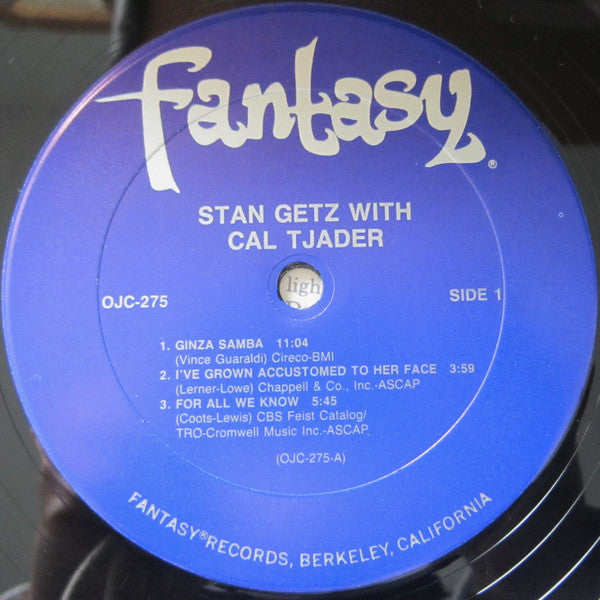 Fantasy®
STAN GETZ WITH
CAL TJADER
OJC-275
SIDE 1
ligh
1. GINZA SAMBA 11:04
(Vince Guaraldi) Cireco-BMI
2. I'VE GROWN ACCUSTOMED TO HER FACE 3:59
(Lerner-Lowe) Chappell & Co., Inc.-ASCAP
3. FOR ALL WE KNOW 5:45
(Coots-Lewis) CBS Feist Catalog/
TRO-Cromwell Music Inc.-ASCAP
(OJC-275-A)
FANTASY® RECORDS, BERKELEY, CALIFORNIA